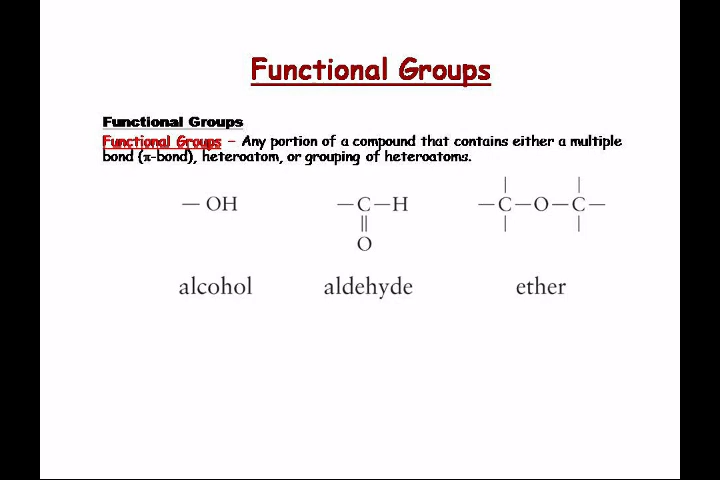 Functional Groups
Functional Groups
Functional Groups – Any portion of a compound that contains either a multiple
bond (π-bond), heteroatom, or grouping of heteroatoms.
— OH
—C—H
||
O
—C—O—C—
alcohol
aldehyde
ether